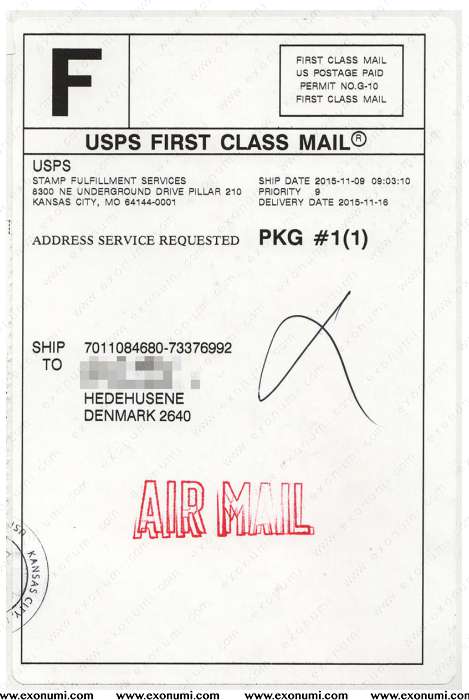 F
FIRST CLASS MAIL
US POSTAGE PAID
PERMIT NO.G-10
FIRST CLASS MAIL
USPS FIRST CLASS MAIL®
USPS
STAMP FULFILLMENT SERVICES
8300 NE UNDERGROUND DRIVE PILLAR 210
KANSAS CITY, MO 64144-0001
SHIP DATE 2015-11-09 09:03:10
PRIORITY 9
DELIVERY DATE 2015-11-16
ADDRESS SERVICE REQUESTED PKG #1(1)
SHIP TO
7011084680-73376992
HEDEHUSENE
DENMARK 2640
AIR MAIL
KANSAS CITY,
www.exonumi.com www.exonumi.com www.exonumi.com www.exonumi.com